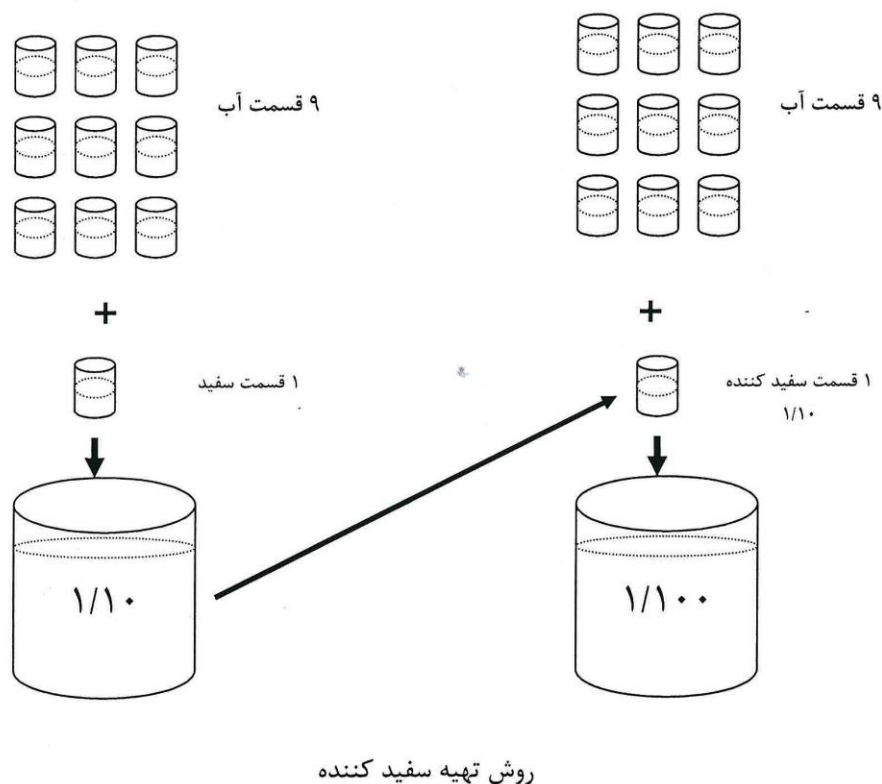 ۹ قسمت آب
۹ قسمت آب
+
+
۱ قسمت سفید کننده
۱/۱۰
۱ قسمت سفید
۱/۱۰
۱/۱۰۰
روش تهیه سفید کننده